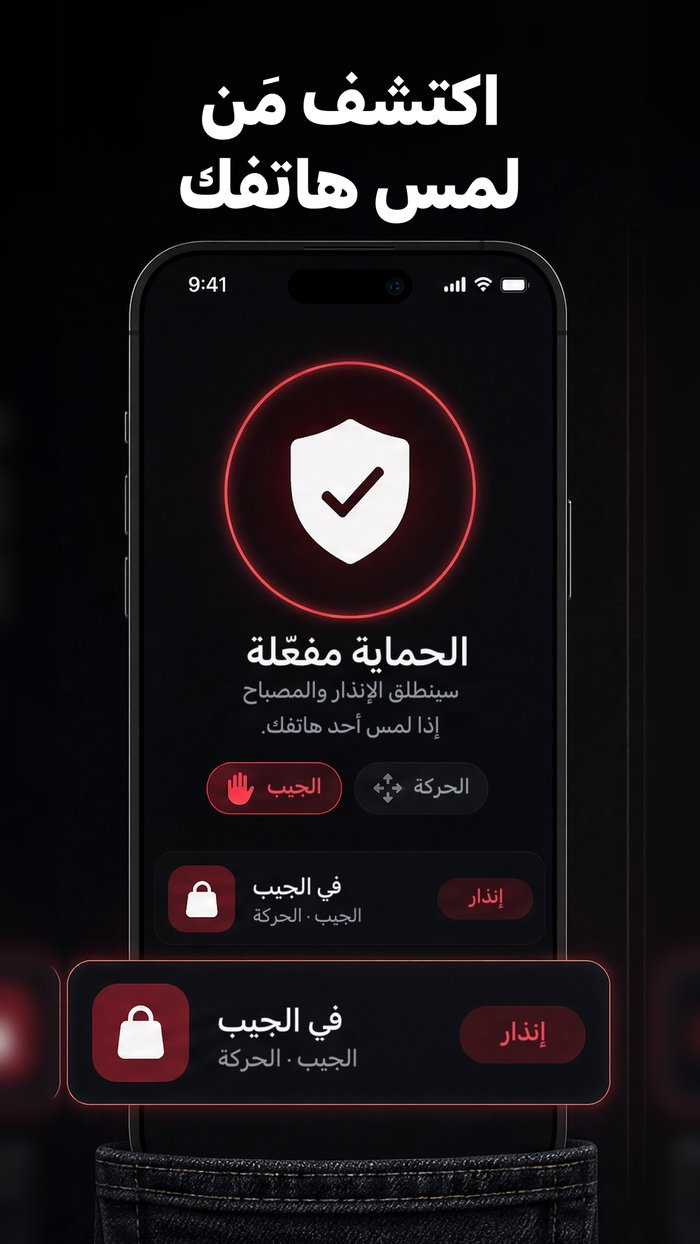 اكتشف مَن
لمس هاتفك
9:41
الحماية مفعّلة
سينطلق الإنذار والمصباح
إذا لمس أحد هاتفك.
الحركة
الجيب
في الجيب
الجيب · الحركة
إنذار
في الجيب
الجيب · الحركة
إنذار